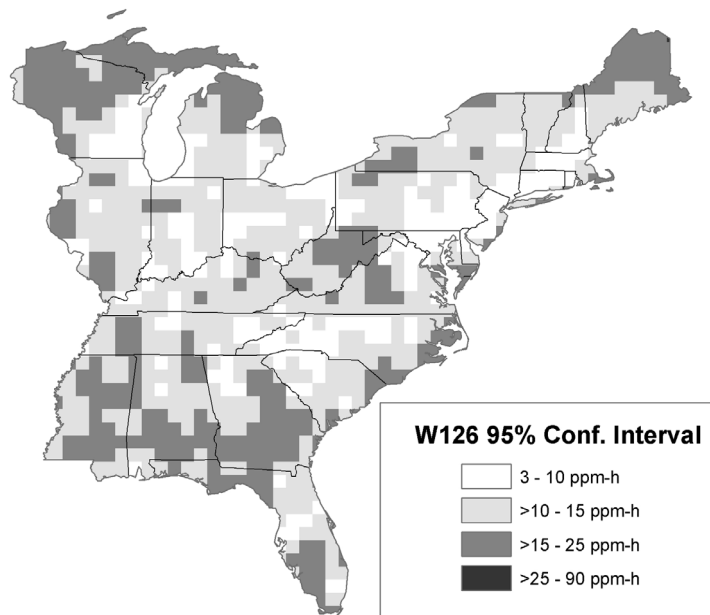 W126 95% Conf. Interval
3 - 10 ppm-h
>10 - 15 ppm-h
>15 - 25 ppm-h
>25 - 90 ppm-h